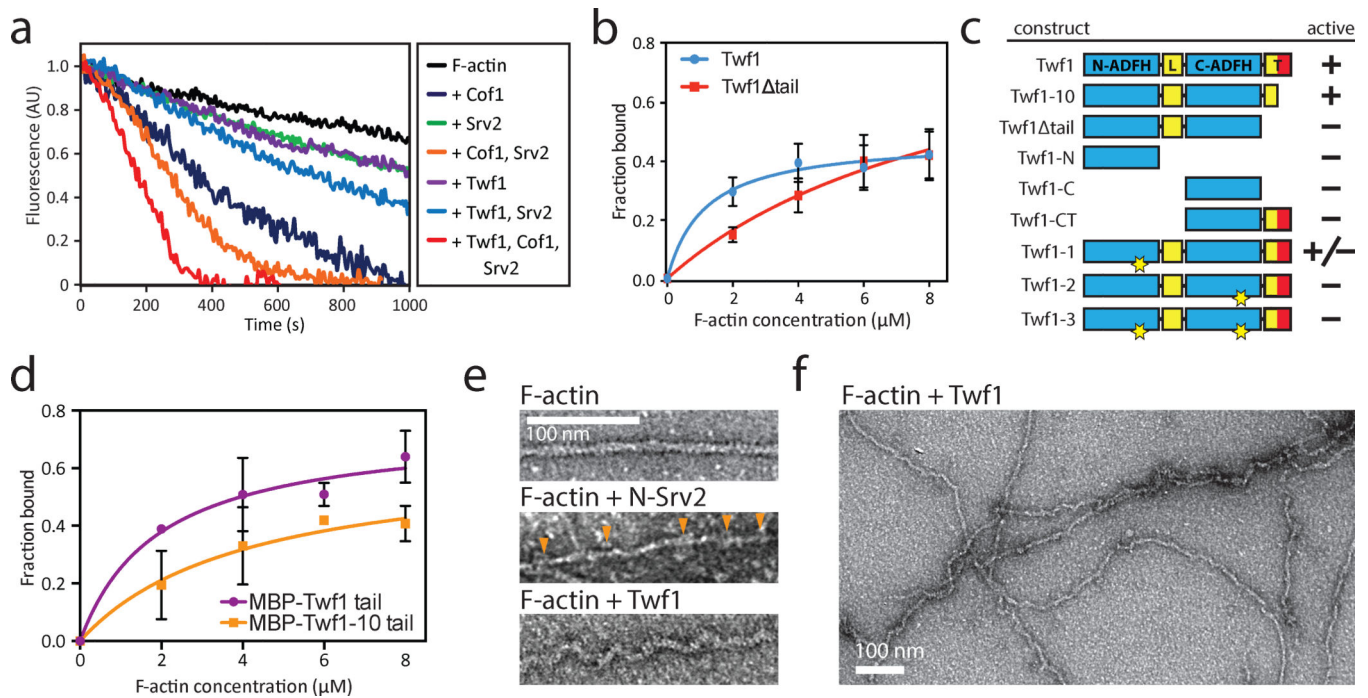 a
Fluorescence (AU)
1.0
0.8
0.6
0.4
0.2
0
0 200 400 600 800 1000
Time (s)
F-actin
+ Cof1
+ Srv2
+ Cof1, Srv2
+ Twf1
+ Twf1, Srv2
+ Twf1, Cof1,
Srv2
b
Fraction bound
0.8
0.6
0.4
0.2
0.0
0 2 4 6 8
F-actin concentration (µM)
Twf1
Twf1Δtail
c
construct active
Twf1 N-ADFH L C-ADFH T +
Twf1-10 +
Twf1Δtail −
Twf1-N −
Twf1-C −
Twf1-CT −
Twf1-1 +/−
Twf1-2 −
Twf1-3 −
d
Fraction bound
0.8
0.6
0.4
0.2
0.0
0 2 4 6 8
F-actin concentration (µM)
MBP-Twf1 tail
MBP-Twf1-10 tail
e
F-actin
100 nm
F-actin + N-Srv2
F-actin + Twf1
f
F-actin + Twf1
100 nm